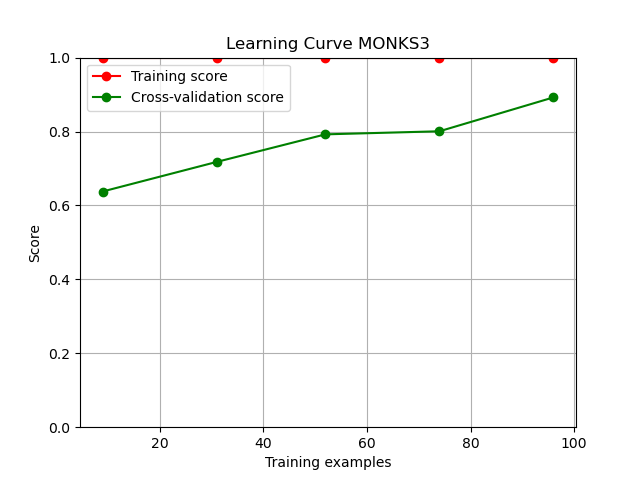 Learning Curve MONKS3
1.0
Training score
Cross-validation score
0.8
0.6
Score
0.4
0.2
0.0
20 40 60 80 100
Training examples